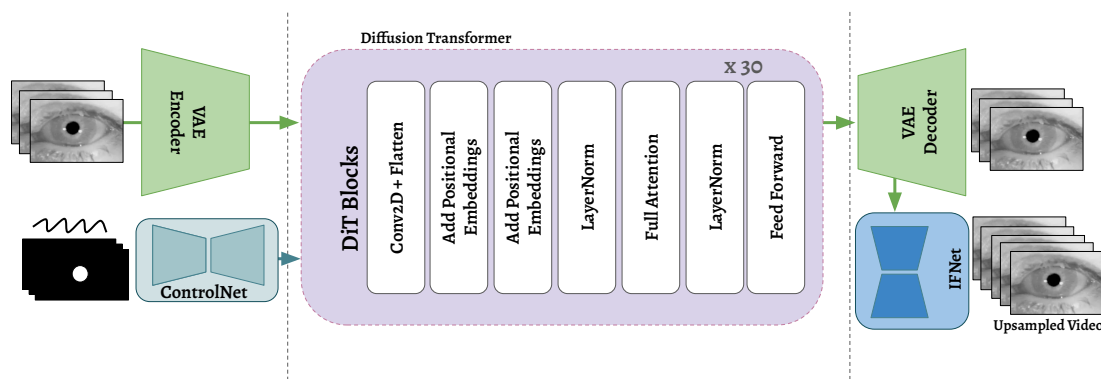 Diffusion Transformer
x 30
VAE
Encoder
DiT Blocks
Conv2D + Flatten
Add Positional
Embeddings
Add Positional
Embeddings
LayerNorm
Full Attention
LayerNorm
Feed Forward
VAE
Decoder
ControlNet
IFNet
Upsampled Video